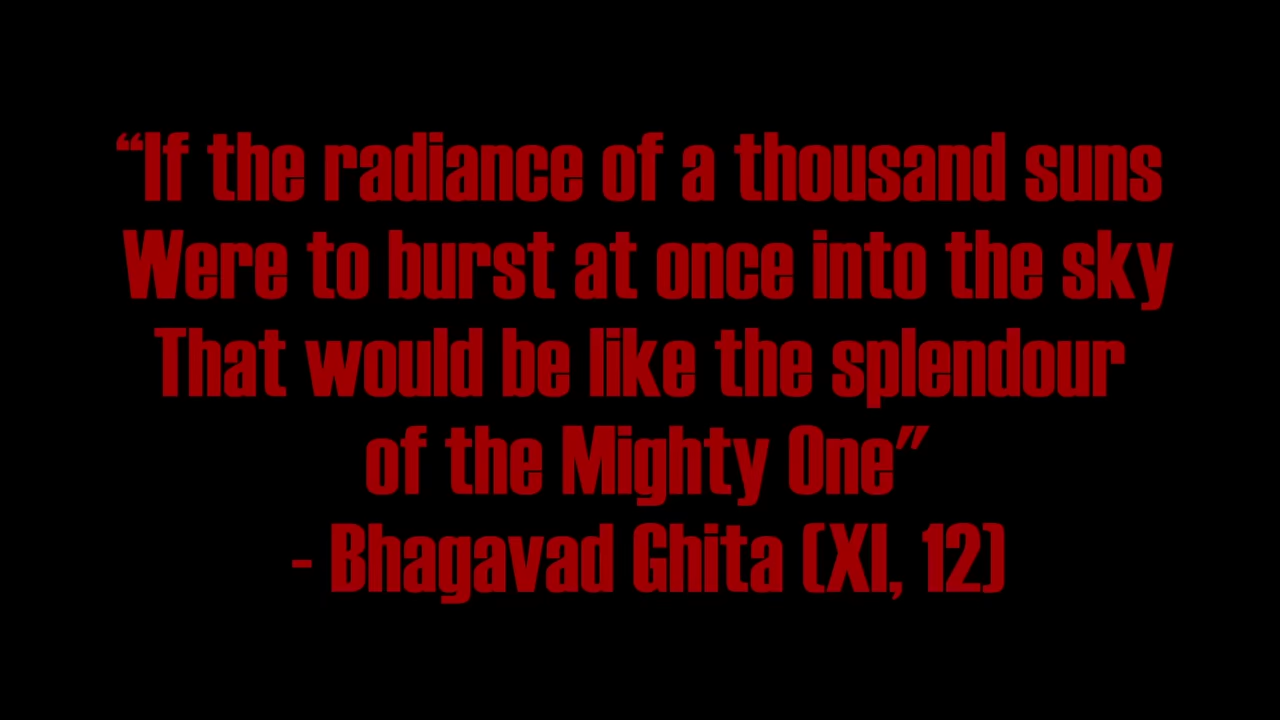 “If the radiance of a thousand suns
Were to burst at once into the sky
That would be like the splendour
of the Mighty One”
- Bhagavad Ghita (XI, 12)